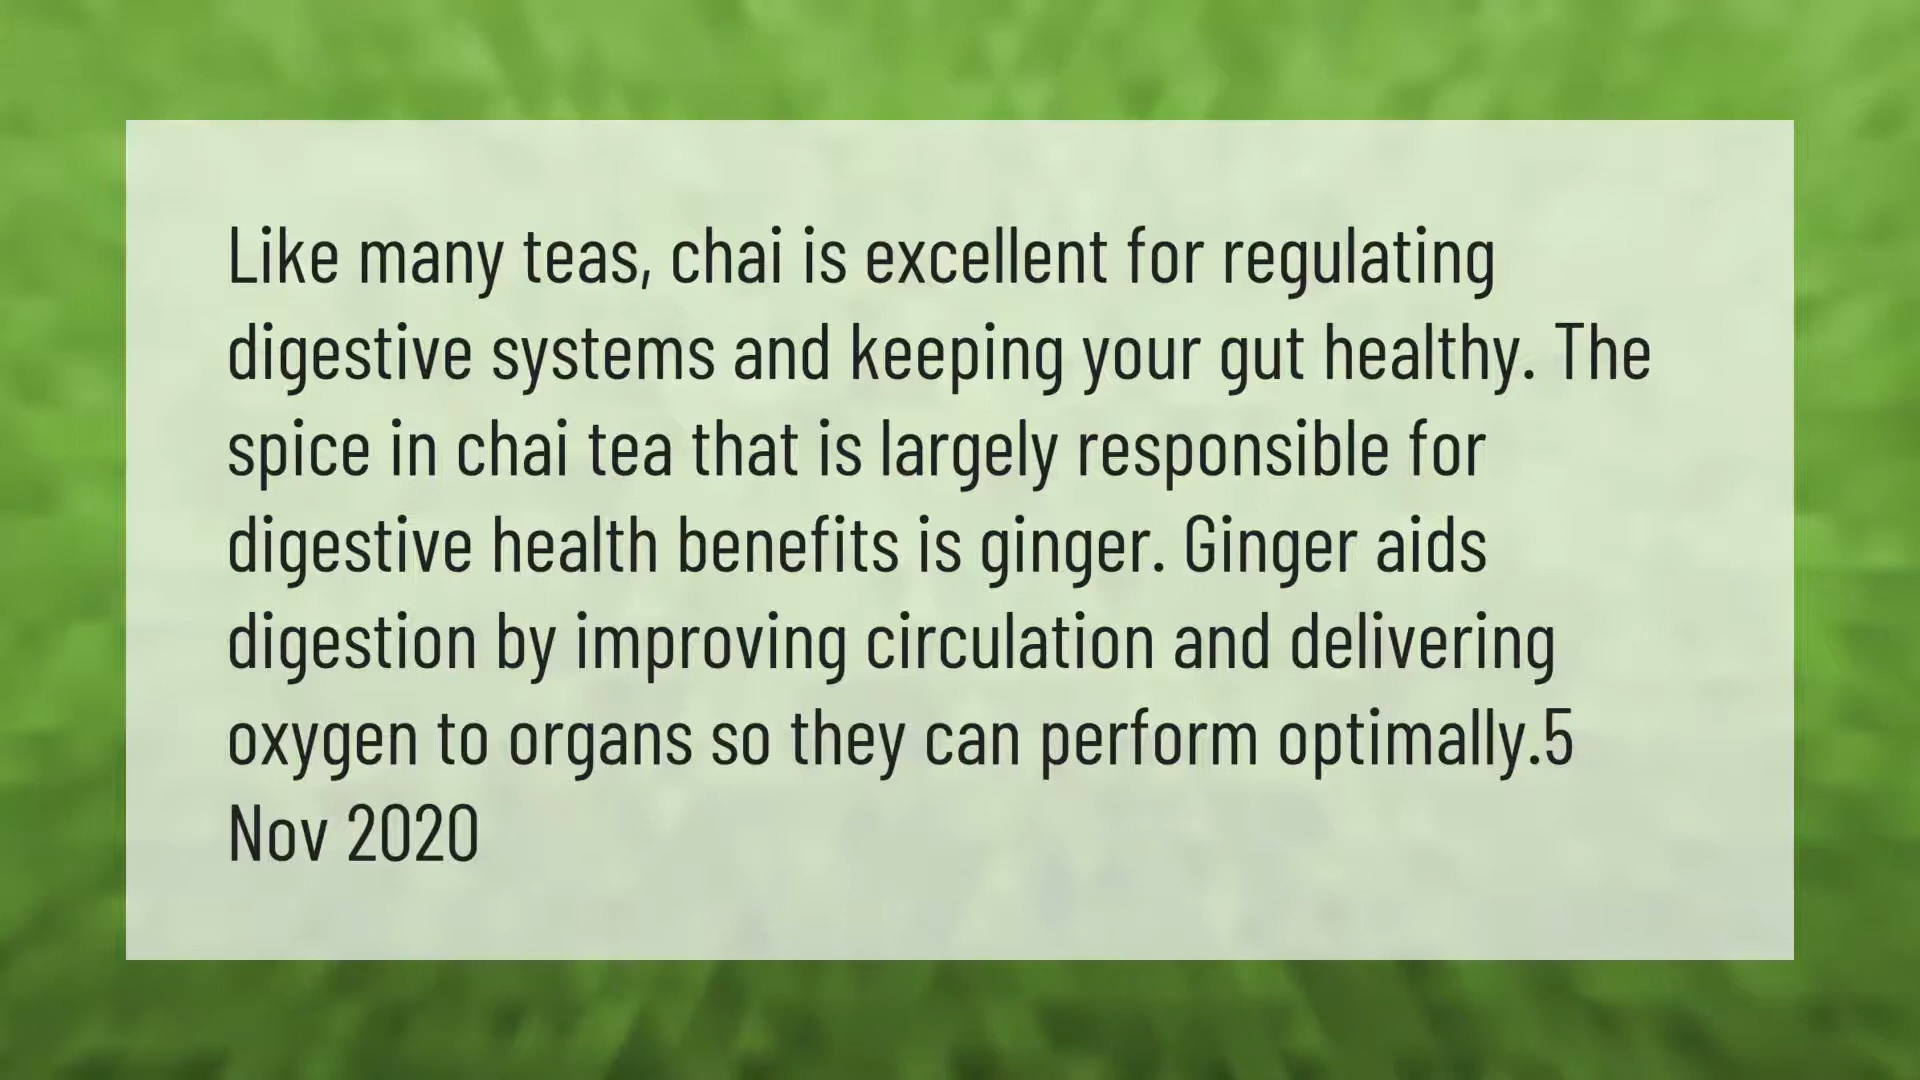 Like many teas, chai is excellent for regulating
digestive systems and keeping your gut healthy. The
spice in chai tea that is largely responsible for
digestive health benefits is ginger. Ginger aids
digestion by improving circulation and delivering
oxygen to organs so they can perform optimally.5
Nov 2020